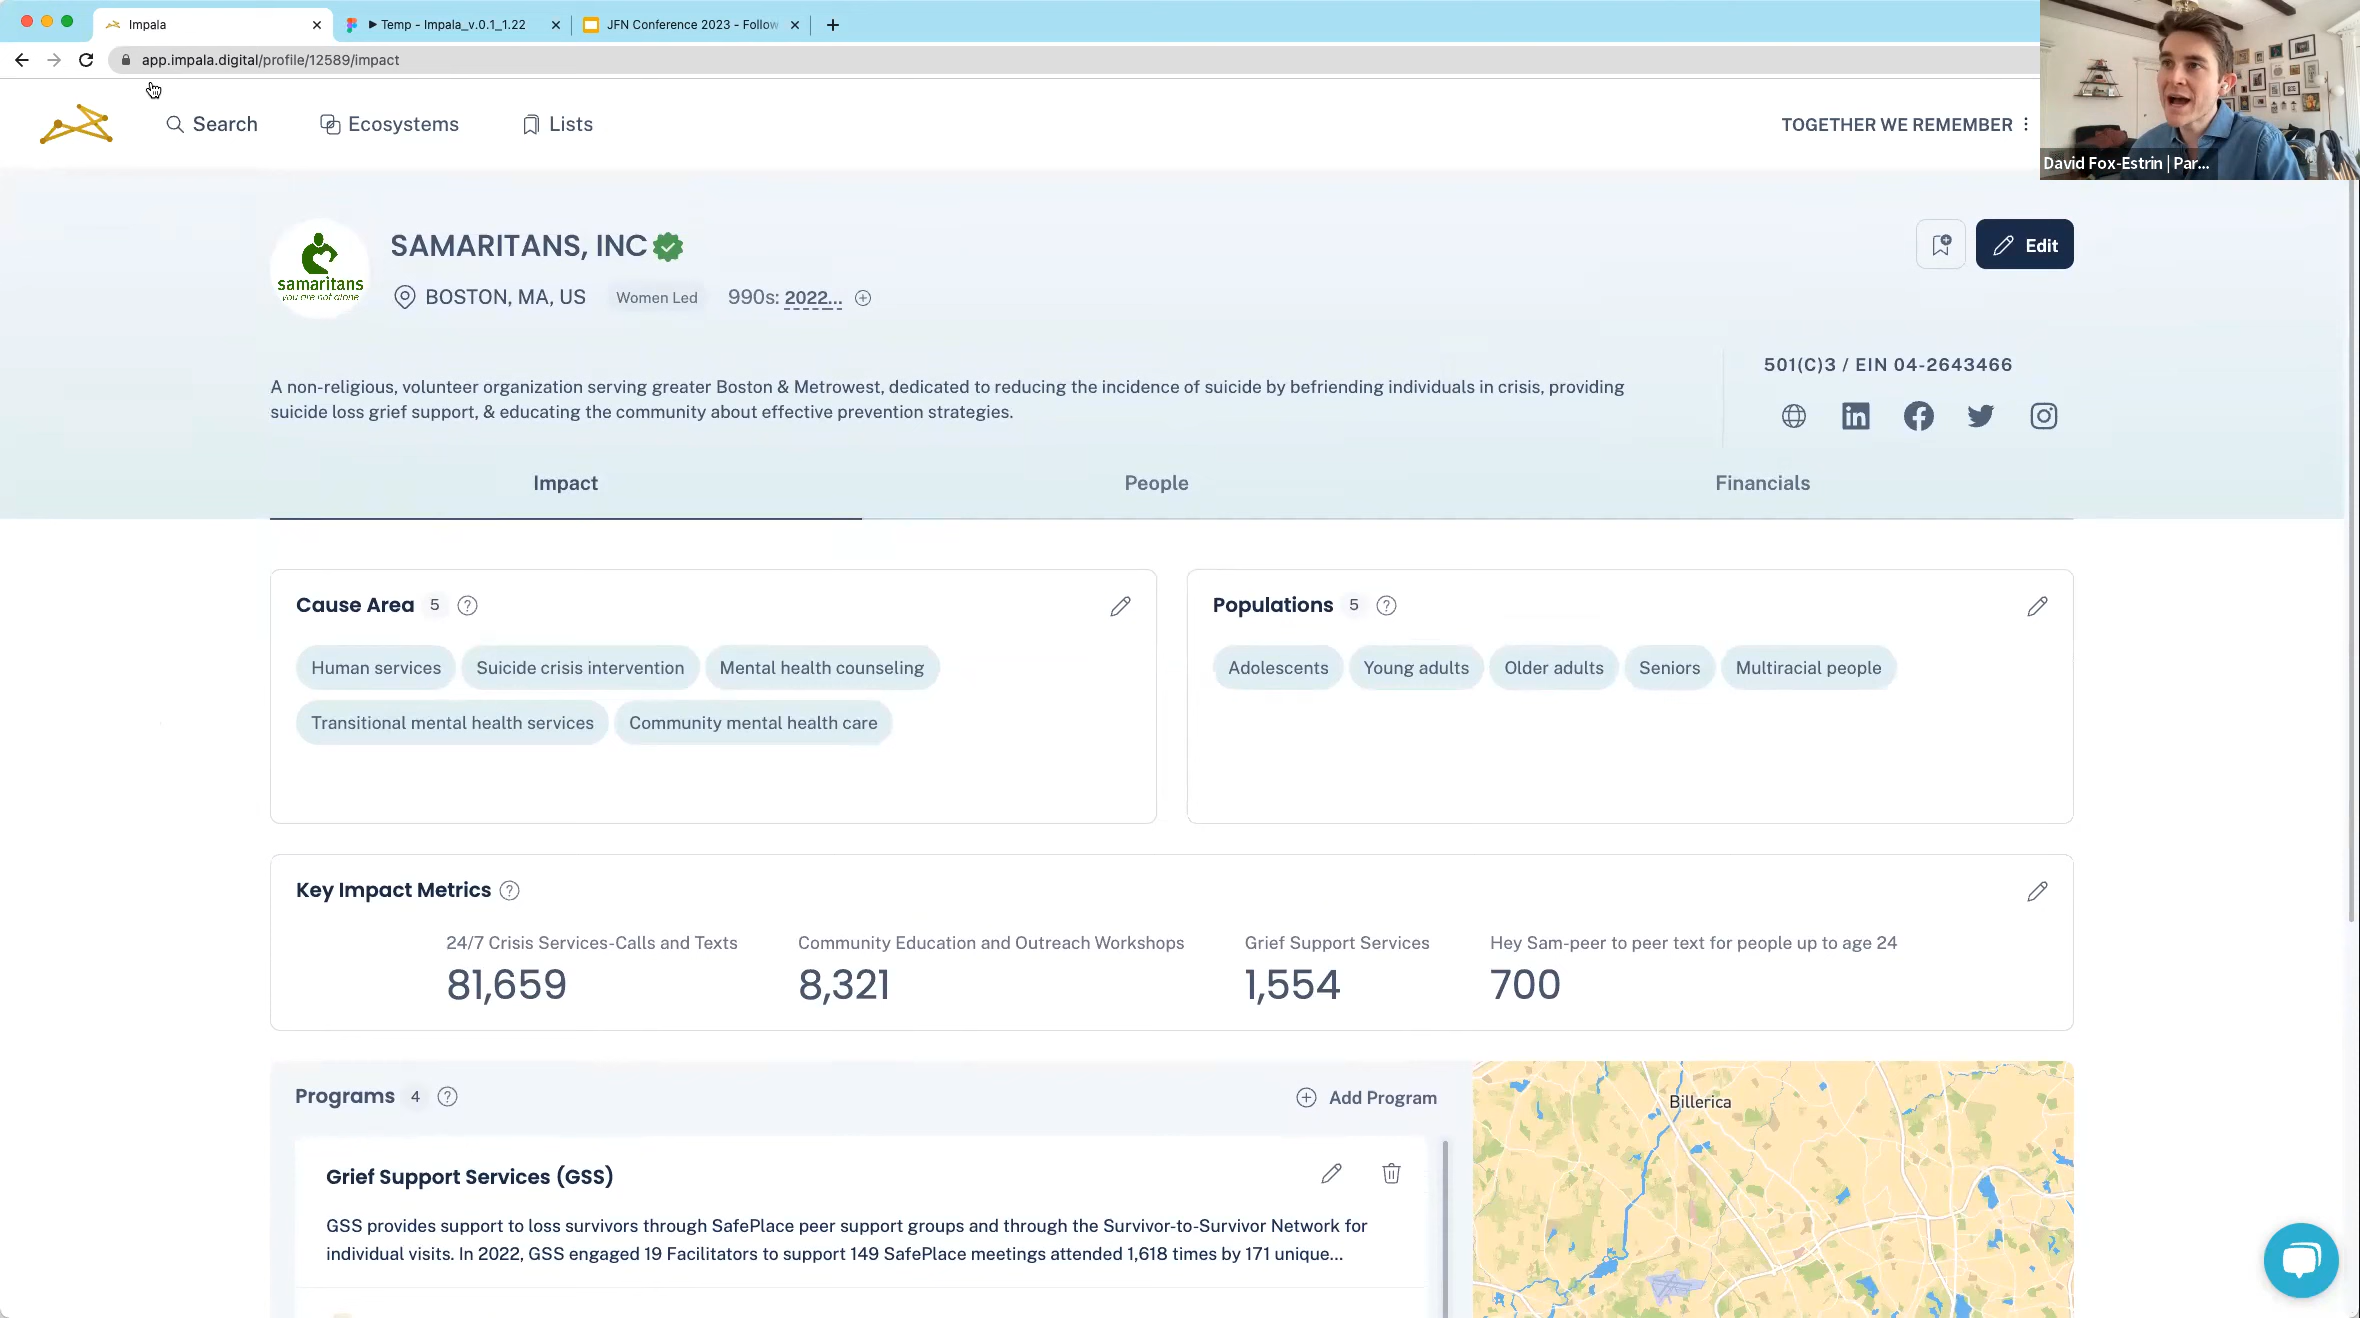 Impala
Temp - Impala_v.0.1_1.22
JFN Conference 2023 - Follow
app.impala.digital/profile/12589/impact
Search
Ecosystems
Lists
TOGETHER WE REMEMBER
David Fox-Estrin | Par...
SAMARITANS, INC
Edit
samaritans
you are not alone
BOSTON, MA, US
Women Led
990s: 2022...
A non-religious, volunteer organization serving greater Boston & Metrowest, dedicated to reducing the incidence of suicide by befriending individuals in crisis, providing
suicide loss grief support, & educating the community about effective prevention strategies.
501(C)3 / EIN 04-2643466
Impact
People
Financials
Cause Area 5
Human services
Suicide crisis intervention
Mental health counseling
Transitional mental health services
Community mental health care
Populations 5
Adolescents
Young adults
Older adults
Seniors
Multiracial people
Key Impact Metrics
24/7 Crisis Services-Calls and Texts
81,659
Community Education and Outreach Workshops
8,321
Grief Support Services
1,554
Hey Sam-peer to peer text for people up to age 24
700
Programs 4
Add Program
Grief Support Services (GSS)
GSS provides support to loss survivors through SafePlace peer support groups and through the Survivor-to-Survivor Network for
individual visits. In 2022, GSS engaged 19 Facilitators to support 149 SafePlace meetings attended 1,618 times by 171 unique...
Billerica